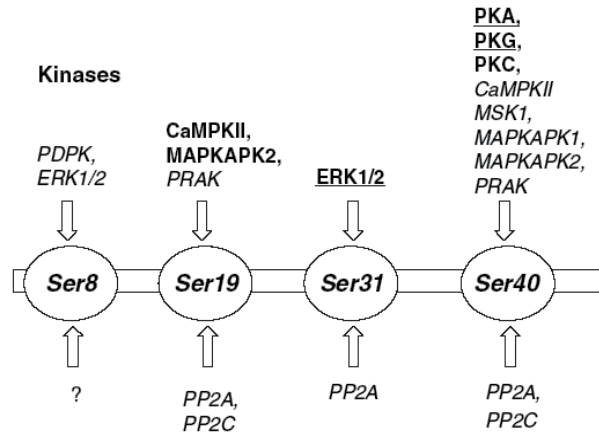 Kinases
PDPK,
ERK1/2
CaMPKII,
MAPKAPK2,
PRAK
ERK1/2
PKA,
PKG,
PKC,
CaMPKII
MSK1,
MAPKAPK1,
MAPKAPK2,
PRAK
Ser8
Ser19
Ser31
Ser40
?
PP2A,
PP2C
PP2A
PP2A,
PP2C